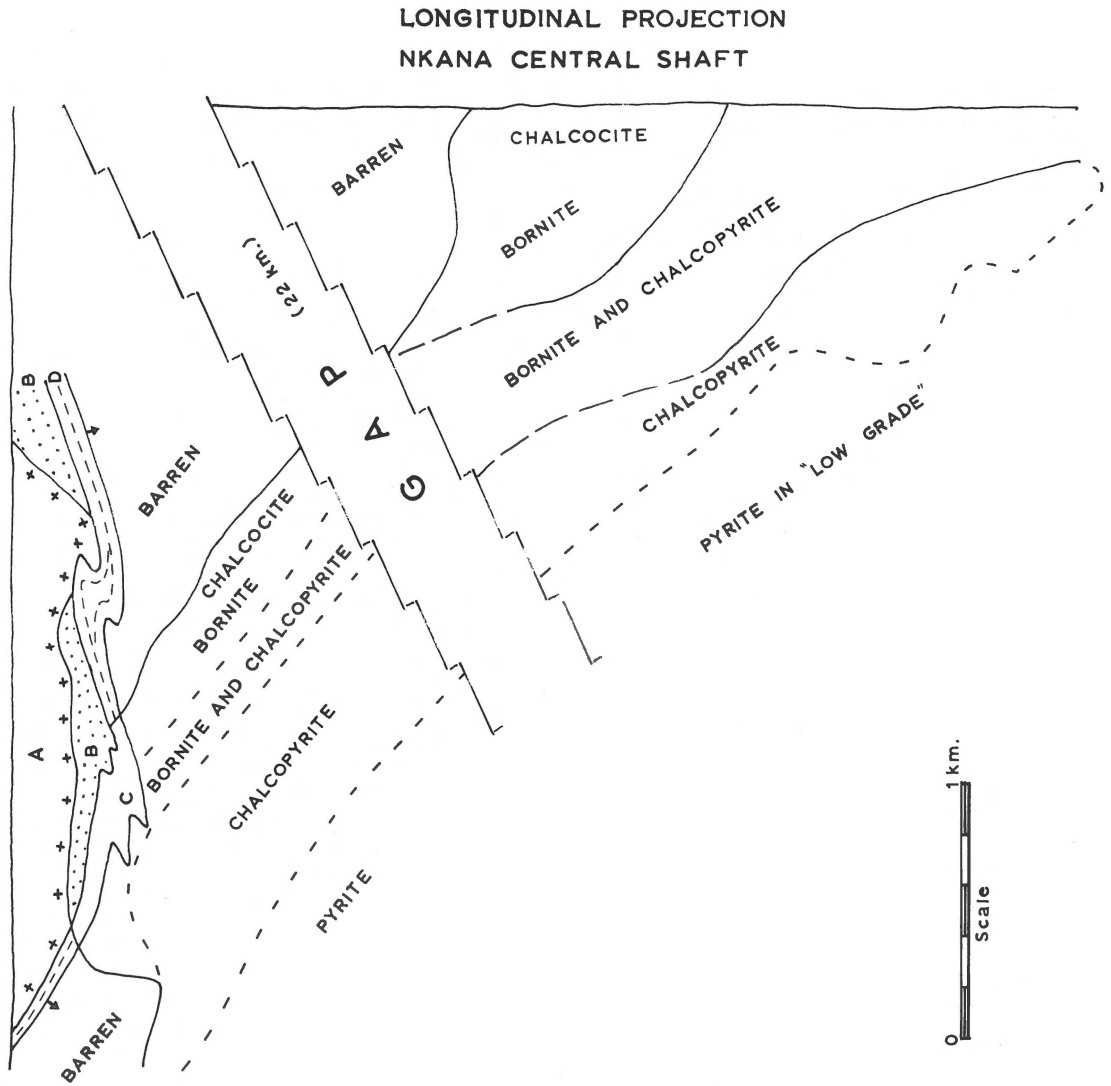 LONGITUDINAL PROJECTION
NKANA CENTRAL SHAFT
BARREN
CHALCOCITE
BORNITE
BORNITE AND CHALCOPYRITE
CHALCOPYRITE
PYRITE IN "LOW GRADE"
(22 km.)
GAP
B
D
BARREN
CHALCOCITE
BORNITE
BORNITE AND CHALCOPYRITE
CHALCOPYRITE
PYRITE
A
B
C
BARREN
0
1 km.
Scale